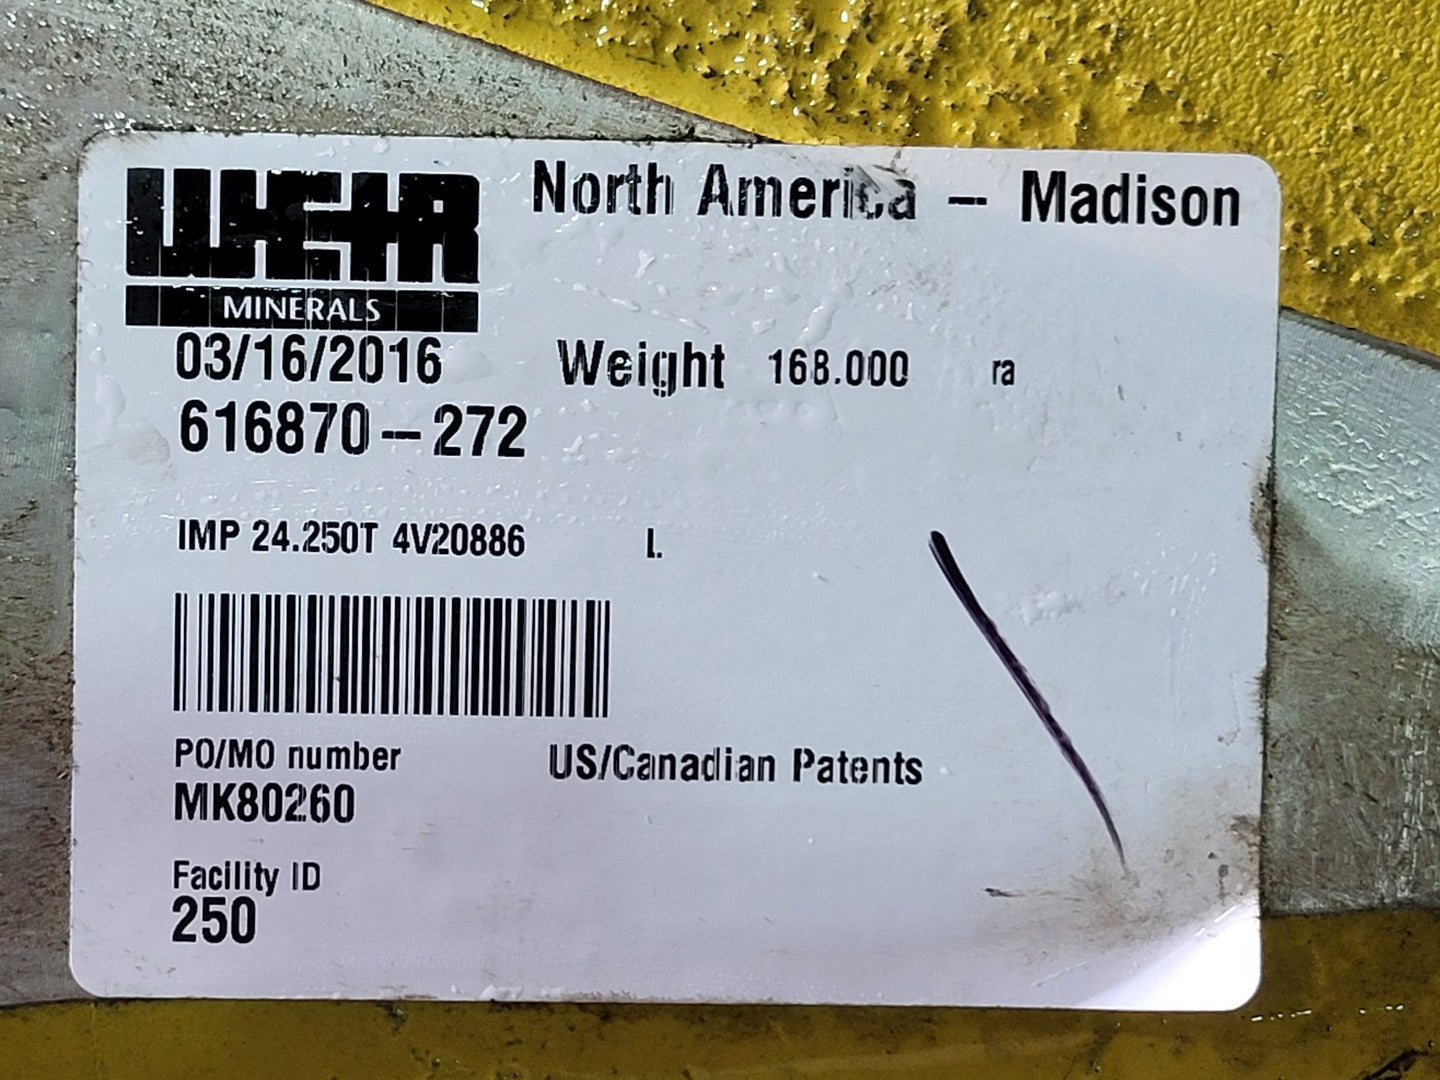 WEIR
MINERALS
North America - Madison
03/16/2016
Weight 168.000 ra
616870-272
IMP 24.250T 4V20886 I.
PO/MO number
MK80260
US/Canadian Patents
Facility ID
250